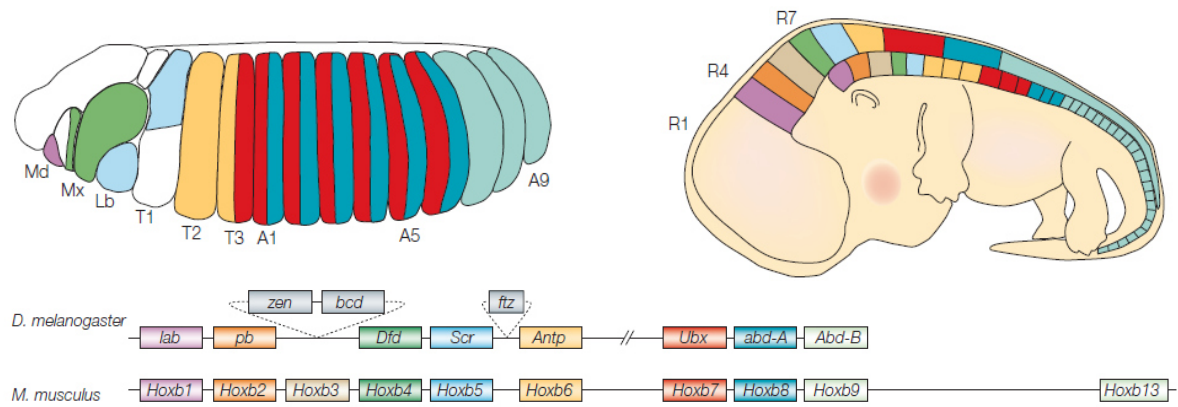 R7
R4
R1
Md
Mx
Lb
T1
T2
T3
A1
A5
A9
zen bcd ftz
D. melanogaster
lab pb Dfd Scr Antp // Ubx abd-A Abd-B
M. musculus
Hoxb1 Hoxb2 Hoxb3 Hoxb4 Hoxb5 Hoxb6 Hoxb7 Hoxb8 Hoxb9 Hoxb13